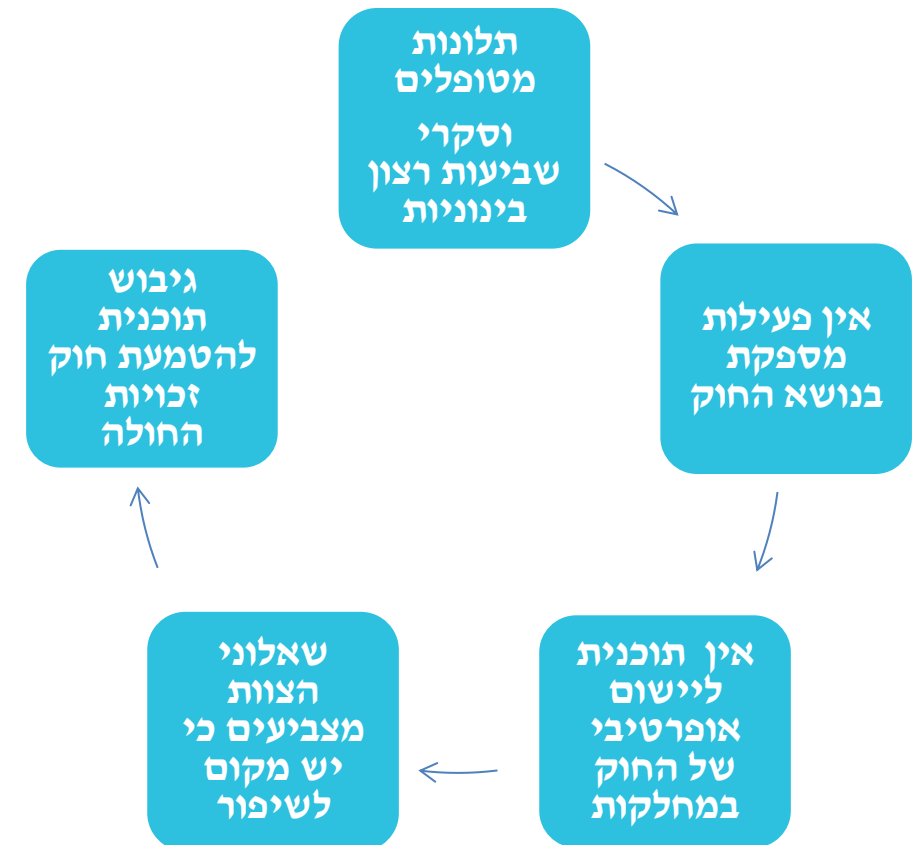 תלונות
מטופלים
וסקרי
שביעות רצון
בינוניות
אין פעילות
מספקת
בנושא החוק
אין תוכנית
ליישום
אופרטיבי
של החוק
במחלקות
שאלוני
הצוות
מצביעים כי
יש מקום
לשיפור
גיבוש
תוכנית
להטמעת חוק
זכויות
החולה